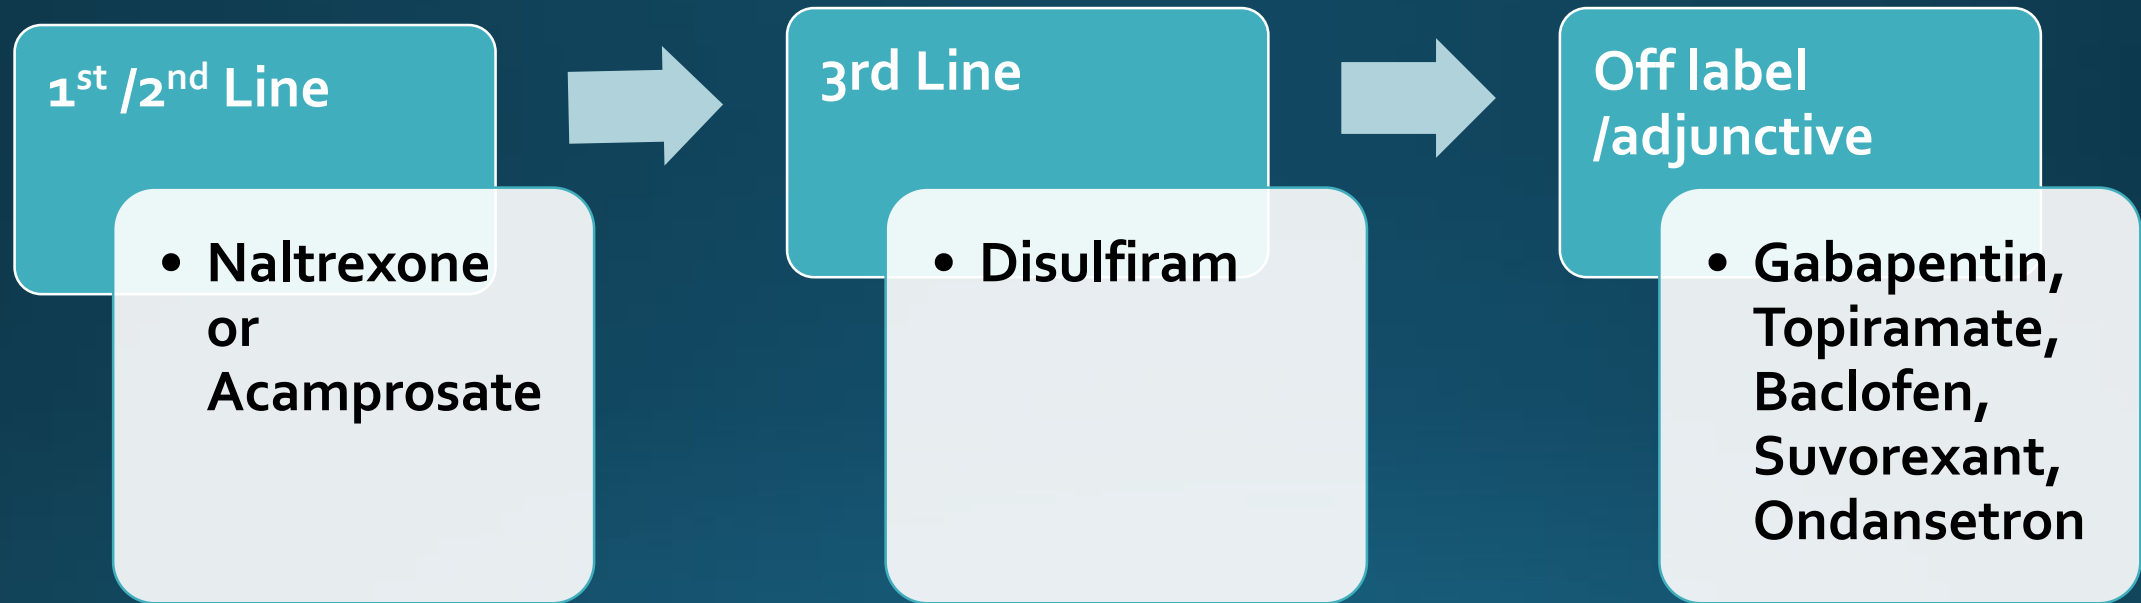 1st /2nd Line
• Naltrexone
or
Acamprosate
3rd Line
• Disulfiram
Off label
/adjunctive
• Gabapentin,
Topiramate,
Baclofen,
Suvorexant,
Ondansetron